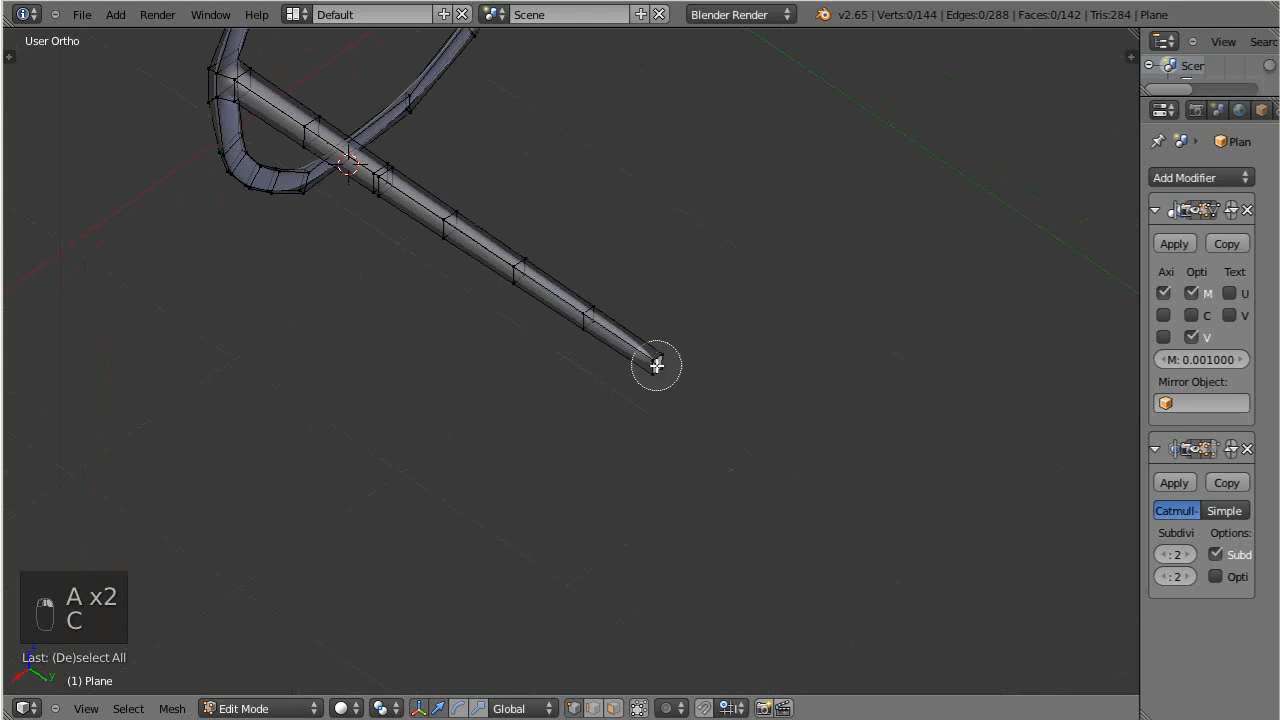 File Add Render Window Help Default Scene Blender Render v2.65 | Verts:0/144 | Edges:0/288 | Faces:0/142 | Tris:284 | Plane
User Ortho
View Searc
Scer
Plan
Add Modifier
Apply Copy
Axi Opti Text
M U
C V
V
M: 0.001000
Mirror Object:
Apply Copy
Catmull- Simple
Subdivi Options:
: 2 Subd
: 2 Opti
A x2
C
Last: (De)select All
z
y
(1) Plane
View Select Mesh Edit Mode Global